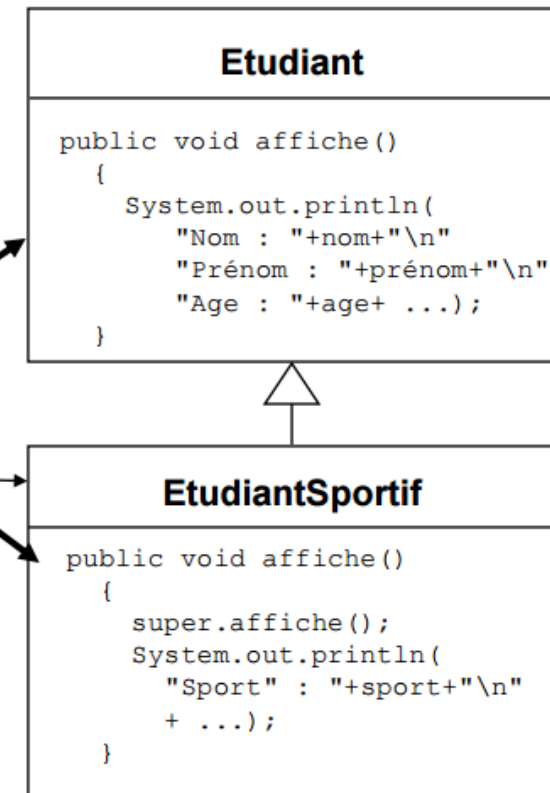 Etudiant
public void affiche()
{
System.out.println(
"Nom : "+nom+"\n"
"Prénom : "+prénom+"\n"
"Age : "+age+ ...);
}
EtudiantSportif
public void affiche()
{
super.affiche();
System.out.println(
"Sport" : "+sport+"\n"
+ ...);
}